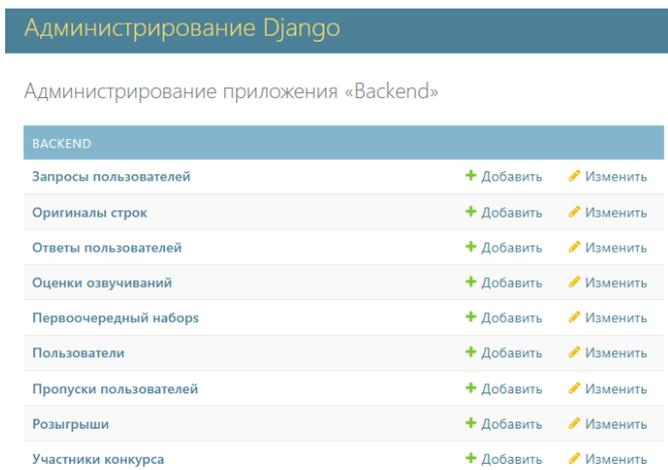 Администрирование Django
Администрирование приложения «Backend»
BACKEND
Запросы пользователей Добавить Изменить
Оригиналы строк Добавить Изменить
Ответы пользователей Добавить Изменить
Оценки озвучиваний Добавить Изменить
Первоочередный наборs Добавить Изменить
Пользователи Добавить Изменить
Пропуски пользователей Добавить Изменить
Розыгрыши Добавить Изменить
Участники конкурса Добавить Изменить